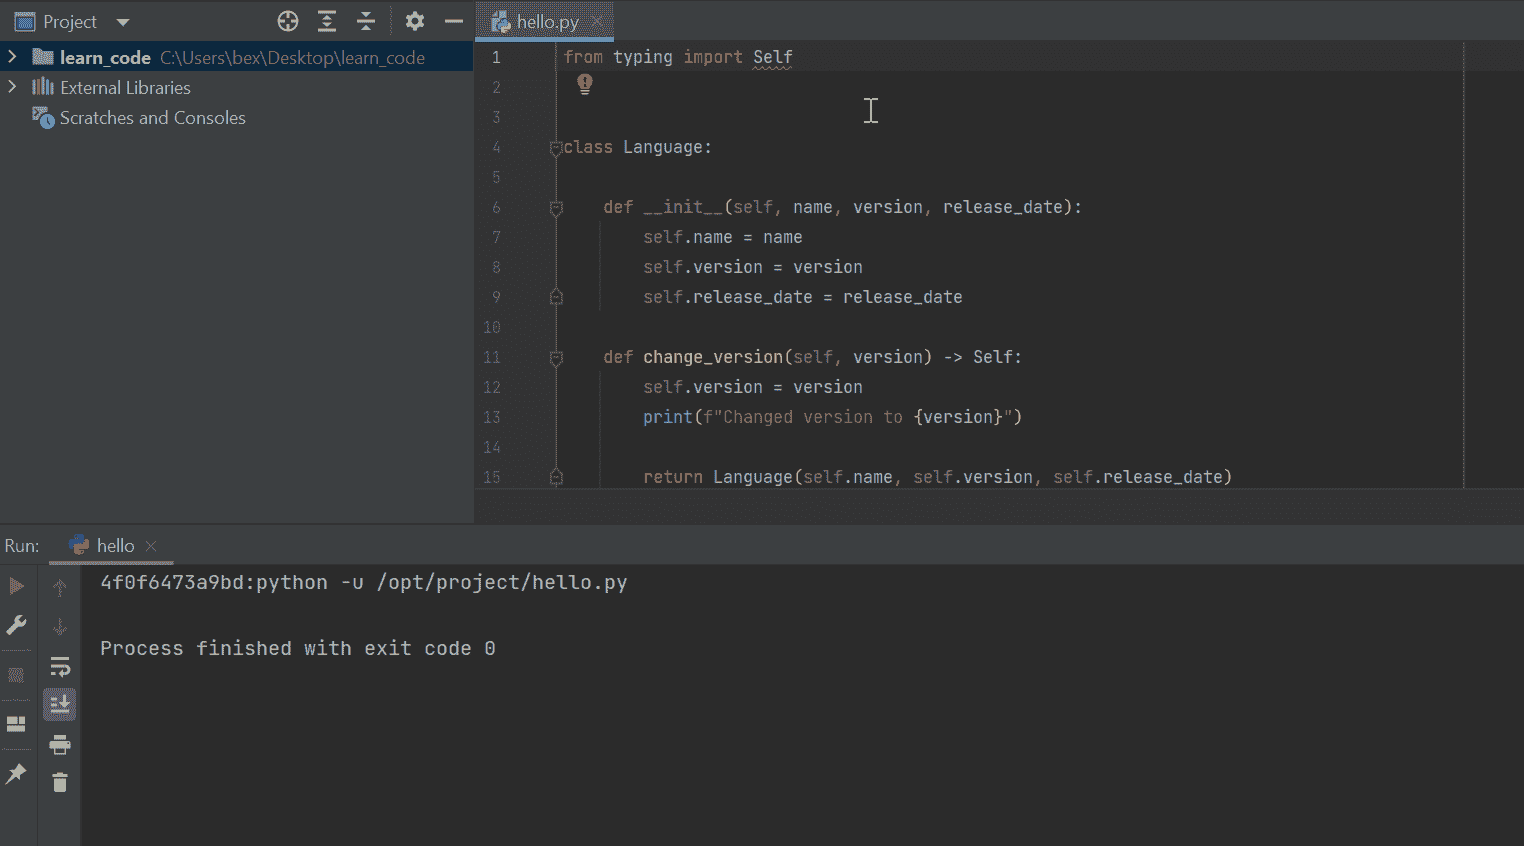 Project
learn_code C:\Users\bex\Desktop\learn_code
External Libraries
Scratches and Consoles
hello.py
1 from typing import Self
2
3
4 class Language:
5
6 def __init__(self, name, version, release_date):
7 self.name = name
8 self.version = version
9 self.release_date = release_date
10
11 def change_version(self, version) -> Self:
12 self.version = version
13 print(f"Changed version to {version}")
14
15 return Language(self.name, self.version, self.release_date)
Run: hello
4f0f6473a9bd:python -u /opt/project/hello.py
Process finished with exit code 0